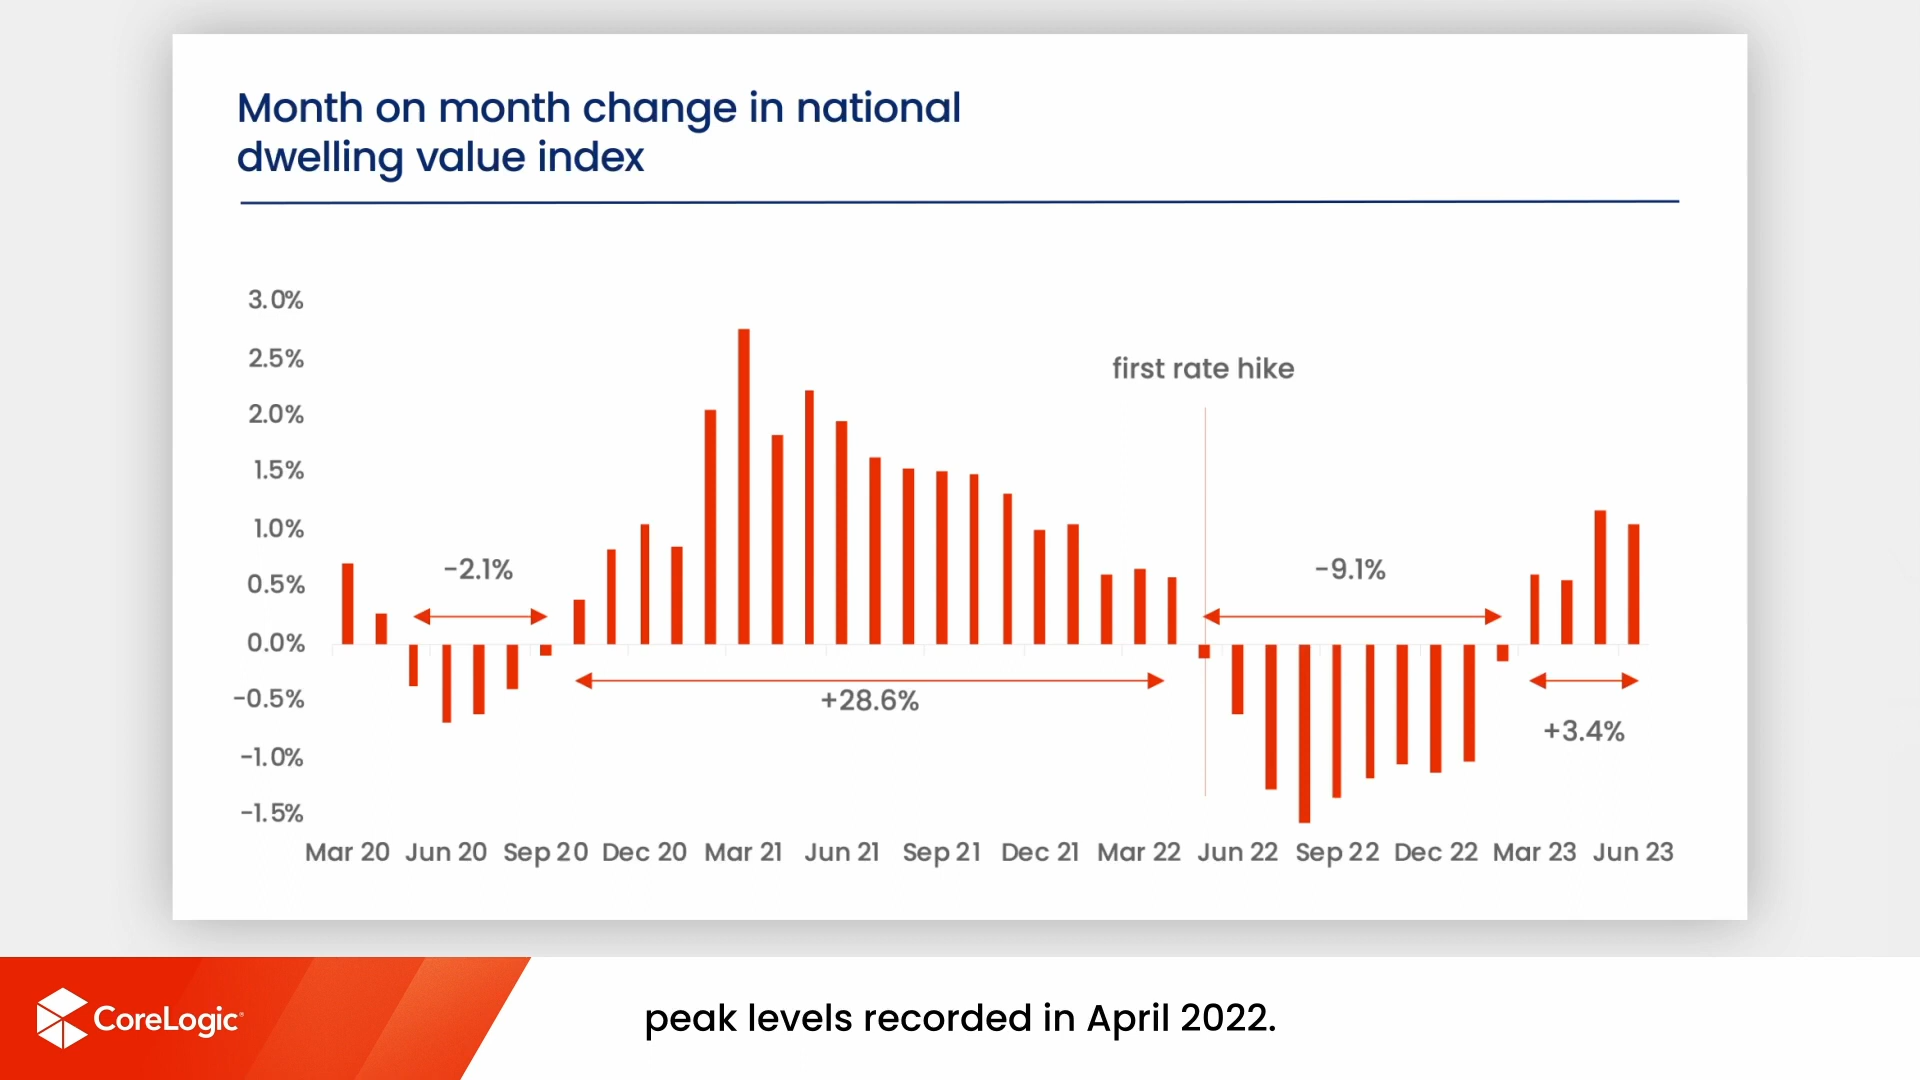 Month on month change in national
dwelling value index
3.0%
2.5%
2.0%
1.5%
1.0%
0.5%
0.0%
-0.5%
-1.0%
-1.5%
first rate hike
-2.1%
-9.1%
+28.6%
+3.4%
Mar 20 Jun 20 Sep 20 Dec 20 Mar 21 Jun 21 Sep 21 Dec 21 Mar 22 Jun 22 Sep 22 Dec 22 Mar 23 Jun 23
CoreLogic
peak levels recorded in April 2022.